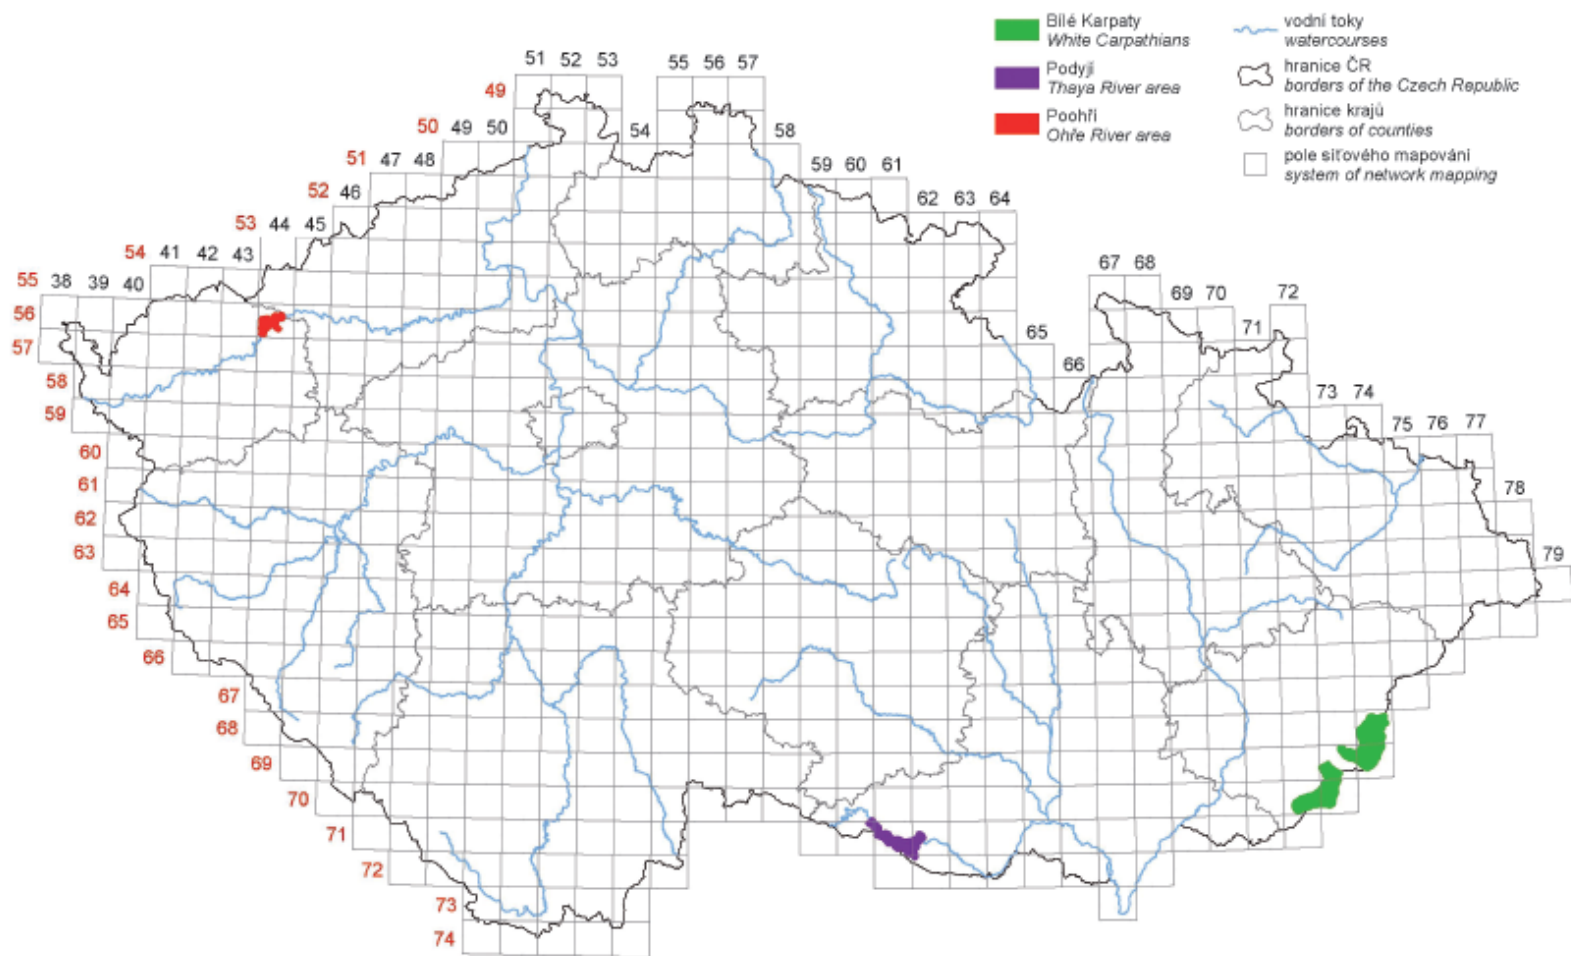 Bílé Karpaty
White Carpathians
Podyjí
Thaya River area
Poohří
Ohře River area
vodní toky
watercourses
hranice ČR
borders of the Czech Republic
hranice krajů
borders of counties
pole síťového mapování
system of network mapping
51 52 53 55 56 57
49
50 49 50 54 58
51 47 48 59 60 61
52 46 62 63 64
53 44 45
54 41 42 43 67 68
55 38 39 40 69 70 72
56
57 65 66 71
58
59 73 74
60 75 76 77
61
62 78
63
64 79
65
66
67
68
69
70
71
72
73
74